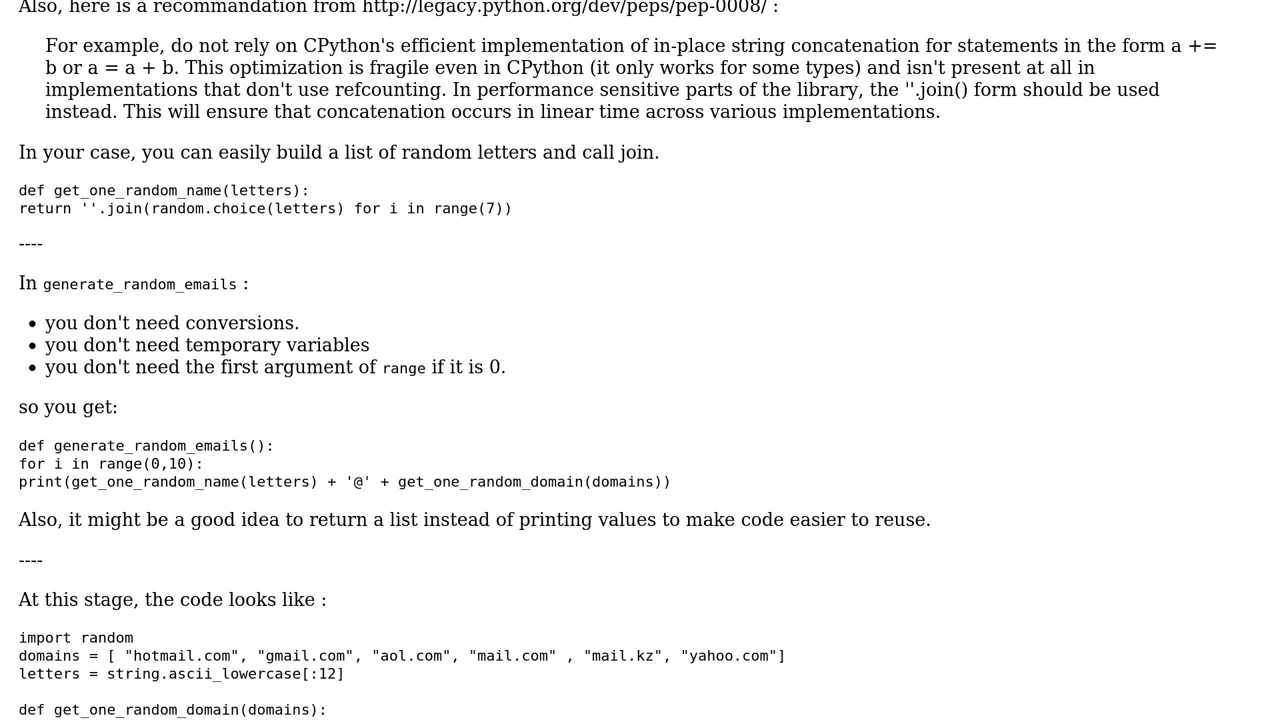 Also, here is a recommandation from http://legacy.python.org/dev/peps/pep-0008/ :
For example, do not rely on CPython's efficient implementation of in-place string concatenation for statements in the form a +=
b or a = a + b. This optimization is fragile even in CPython (it only works for some types) and isn't present at all in
implementations that don't use refcounting. In performance sensitive parts of the library, the ''.join() form should be used
instead. This will ensure that concatenation occurs in linear time across various implementations.
In your case, you can easily build a list of random letters and call join.
def get_one_random_name(letters):
return ''.join(random.choice(letters) for i in range(7))
----
In generate_random_emails :
• you don't need conversions.
• you don't need temporary variables
• you don't need the first argument of range if it is 0.
so you get:
def generate_random_emails():
for i in range(0,10):
print(get_one_random_name(letters) + '@' + get_one_random_domain(domains))
Also, it might be a good idea to return a list instead of printing values to make code easier to reuse.
----
At this stage, the code looks like :
import random
domains = [ "hotmail.com", "gmail.com", "aol.com", "mail.com" , "mail.kz", "yahoo.com"]
letters = string.ascii_lowercase[:12]
def get_one_random_domain(domains):